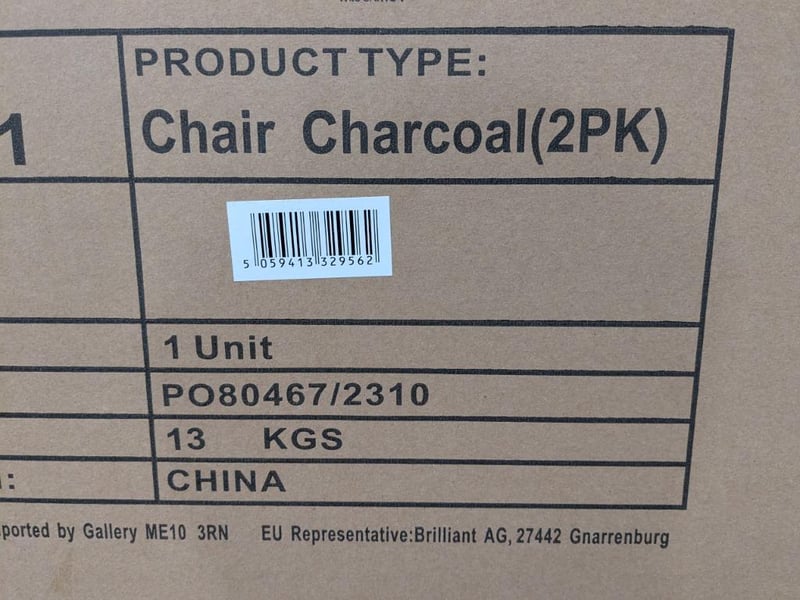 PRODUCT TYPE:
1
Chair Charcoal(2PK)
5 059413 329562
1 Unit
PO80467/2310
13 KGS
CHINA
ported by Gallery ME10 3RN EU Representative:Brilliant AG, 27442 Gnarrenburg